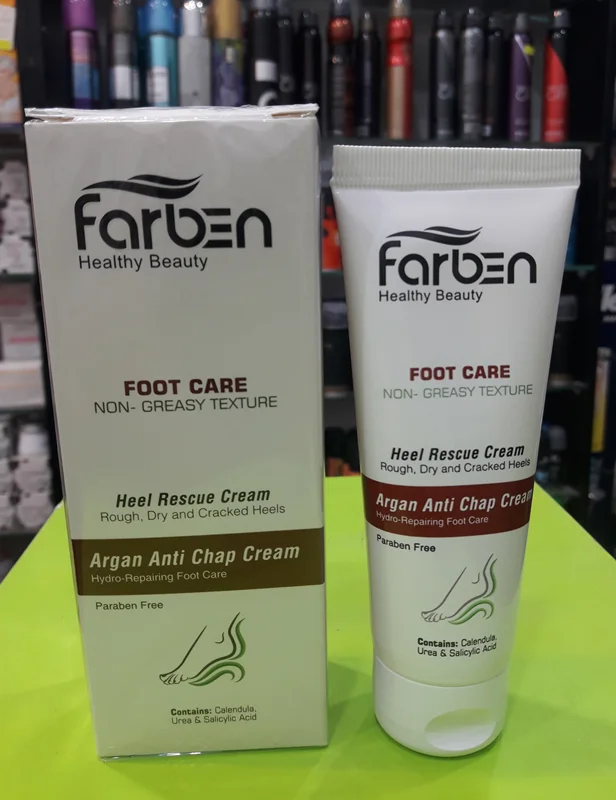 farben
Healthy Beauty
FOOT CARE
NON- GREASY TEXTURE
Heel Rescue Cream
Rough, Dry and Cracked Heels
Argan Anti Chap Cream
Hydro-Repairing Foot Care
Paraben Free
Contains: Calendula,
Urea & Salicylic Acid
farben
Healthy Beauty
FOOT CARE
NON- GREASY TEXTURE
Heel Rescue Cream
Rough, Dry and Cracked Heels
Argan Anti Chap Cream
Hydro-Repairing Foot Care
Paraben Free
Contains: Calendula,
Urea & Salicylic Acid